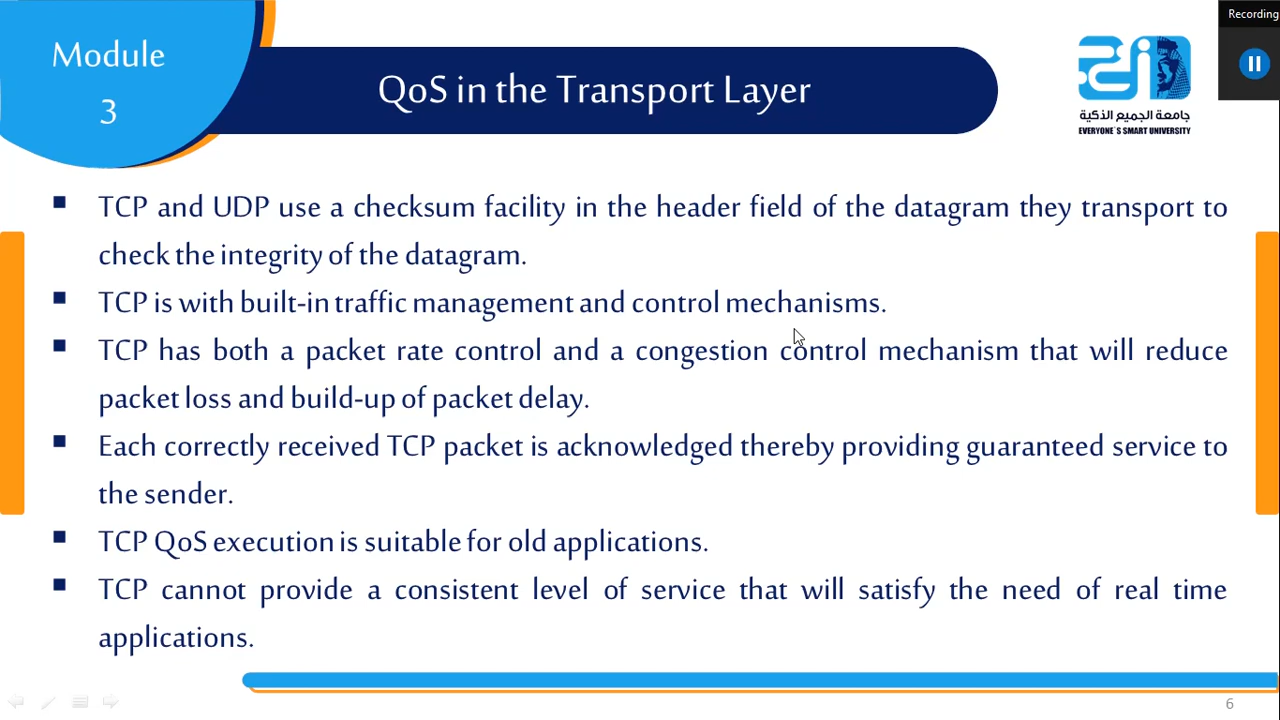 Recording
Module
3
QoS in the Transport Layer
جامعة الجميع الذكية
EVERYONE`S SMART UNIVERSITY
▪ TCP and UDP use a checksum facility in the header field of the datagram they transport to
check the integrity of the datagram.
▪ TCP is with built-in traffic management and control mechanisms.
▪ TCP has both a packet rate control and a congestion control mechanism that will reduce
packet loss and build-up of packet delay.
▪ Each correctly received TCP packet is acknowledged thereby providing guaranteed service to
the sender.
▪ TCP QoS execution is suitable for old applications.
▪ TCP cannot provide a consistent level of service that will satisfy the need of real time
applications.
6